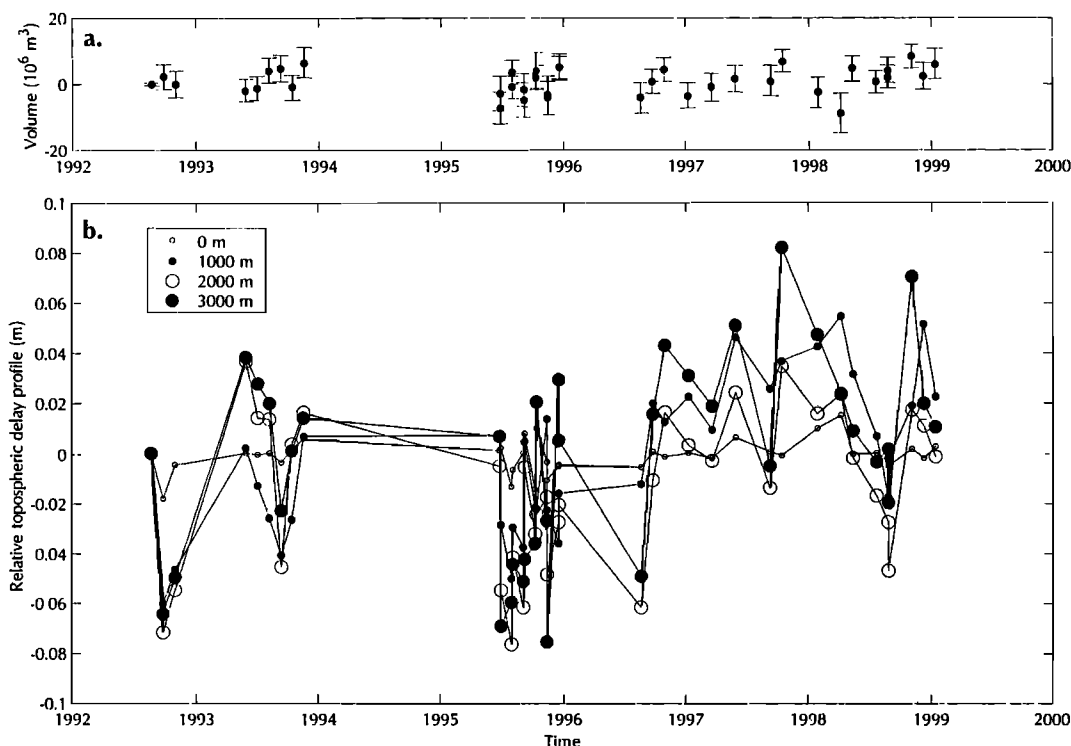 a.
Volume (10⁶ m³)
20
0
-20
1992 1993 1994 1995 1996 1997 1998 1999 2000
b.
Relative topospheric delay profile (m)
0.1
0.08
0.06
0.04
0.02
0
-0.02
-0.04
-0.06
-0.08
-0.1
0 m
1000 m
2000 m
3000 m
1992 1993 1994 1995 1996 1997 1998 1999 2000
Time